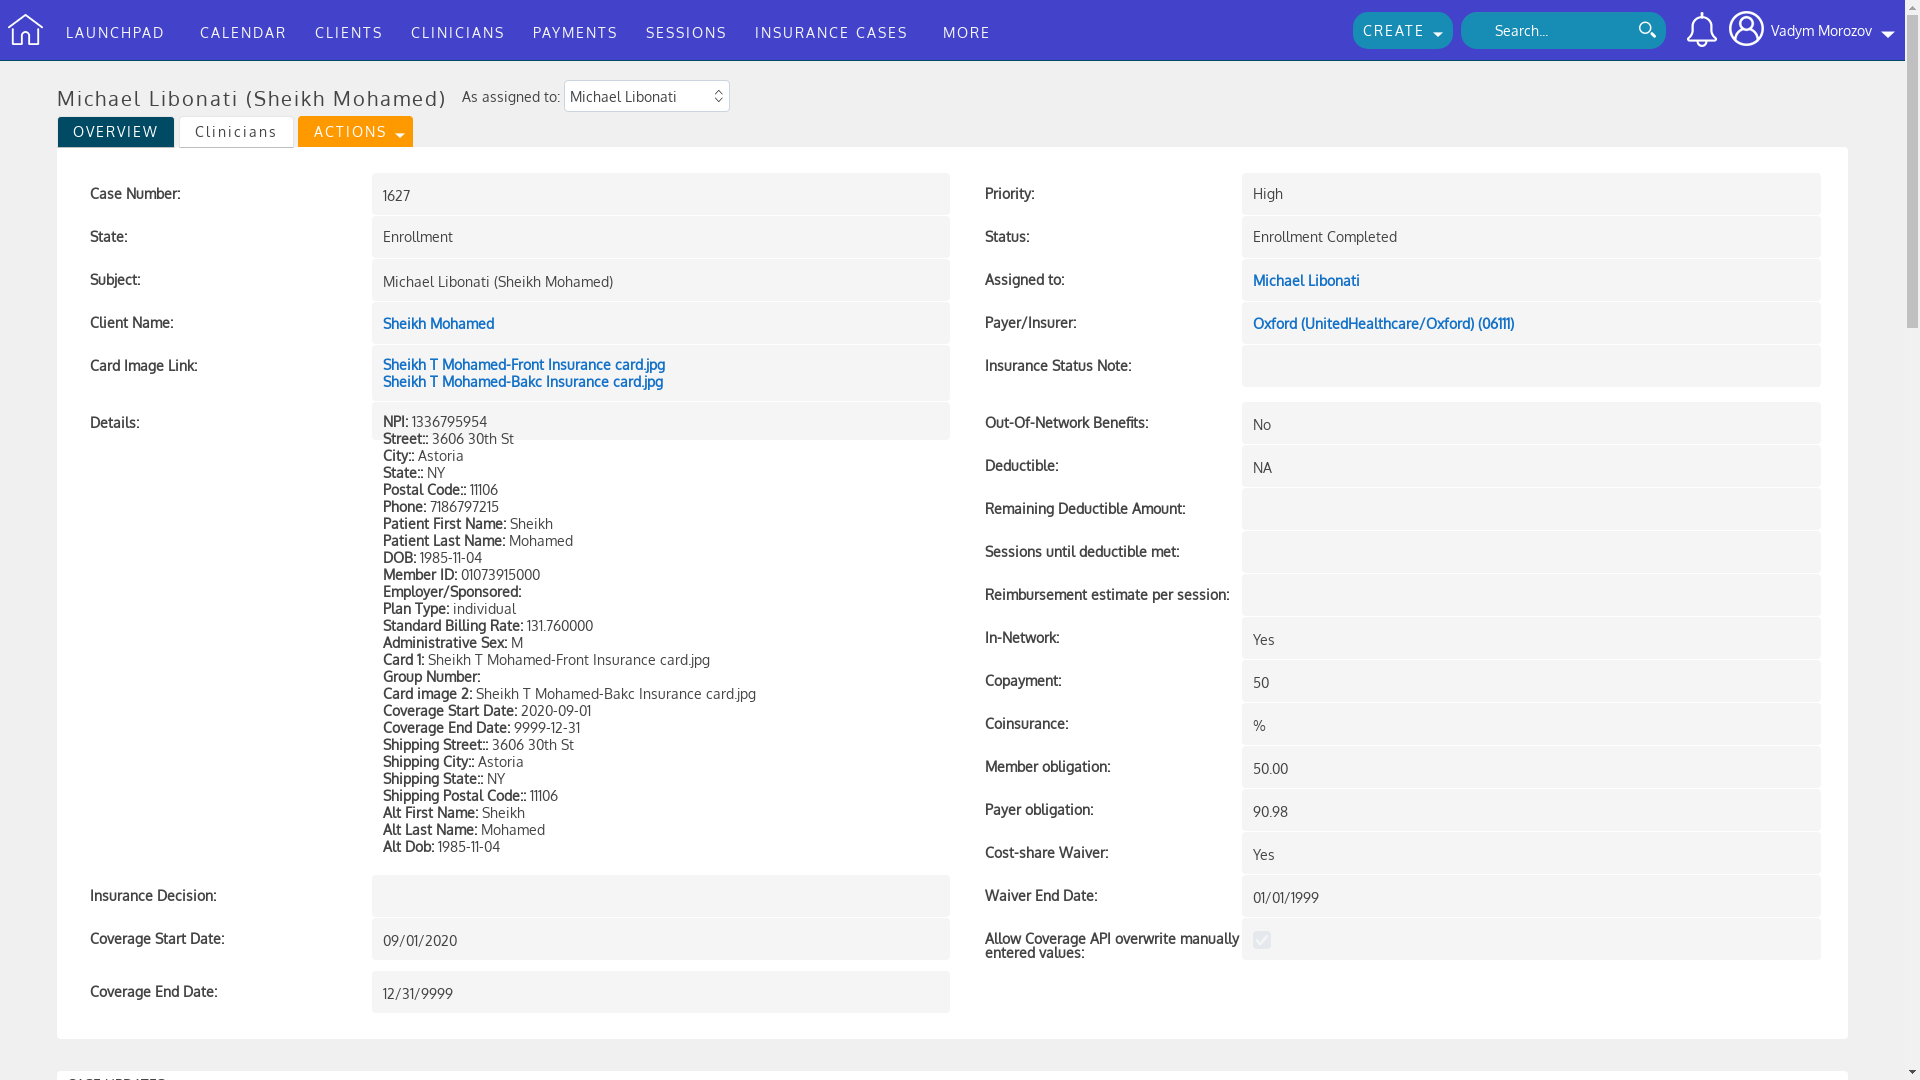 LAUNCHPAD CALENDAR CLIENTS CLINICIANS PAYMENTS SESSIONS INSURANCE CASES MORE CREATE Search... Vadym Morozov
Michael Libonati (Sheikh Mohamed) As assigned to: Michael Libonati
OVERVIEW Clinicians ACTIONS
Case Number: 1627
Priority: High
State: Enrollment
Status: Enrollment Completed
Subject: Michael Libonati (Sheikh Mohamed)
Assigned to: Michael Libonati
Client Name: Sheikh Mohamed
Payer/Insurer: Oxford (UnitedHealthcare/Oxford) (06111)
Card Image Link: Sheikh T Mohamed-Front Insurance card.jpg
Sheikh T Mohamed-Bakc Insurance card.jpg
Insurance Status Note:
Details: NPI: 1336795954
Street:: 3606 30th St
City:: Astoria
State:: NY
Postal Code:: 11106
Phone: 7186797215
Patient First Name: Sheikh
Patient Last Name: Mohamed
DOB: 1985-11-04
Member ID: 01073915000
Employer/Sponsored:
Plan Type: individual
Standard Billing Rate: 131.760000
Administrative Sex: M
Card 1: Sheikh T Mohamed-Front Insurance card.jpg
Group Number:
Card image 2: Sheikh T Mohamed-Bakc Insurance card.jpg
Coverage Start Date: 2020-09-01
Coverage End Date: 9999-12-31
Shipping Street:: 3606 30th St
Shipping City:: Astoria
Shipping State:: NY
Shipping Postal Code:: 11106
Alt First Name: Sheikh
Alt Last Name: Mohamed
Alt Dob: 1985-11-04
Out-Of-Network Benefits: No
Deductible: NA
Remaining Deductible Amount:
Sessions until deductible met:
Reimbursement estimate per session:
In-Network: Yes
Copayment: 50
Coinsurance: %
Member obligation: 50.00
Payer obligation: 90.98
Cost-share Waiver: Yes
Insurance Decision:
Waiver End Date: 01/01/1999
Coverage Start Date: 09/01/2020
Allow Coverage API overwrite manually
entered values:
Coverage End Date: 12/31/9999
CASE UPDATES